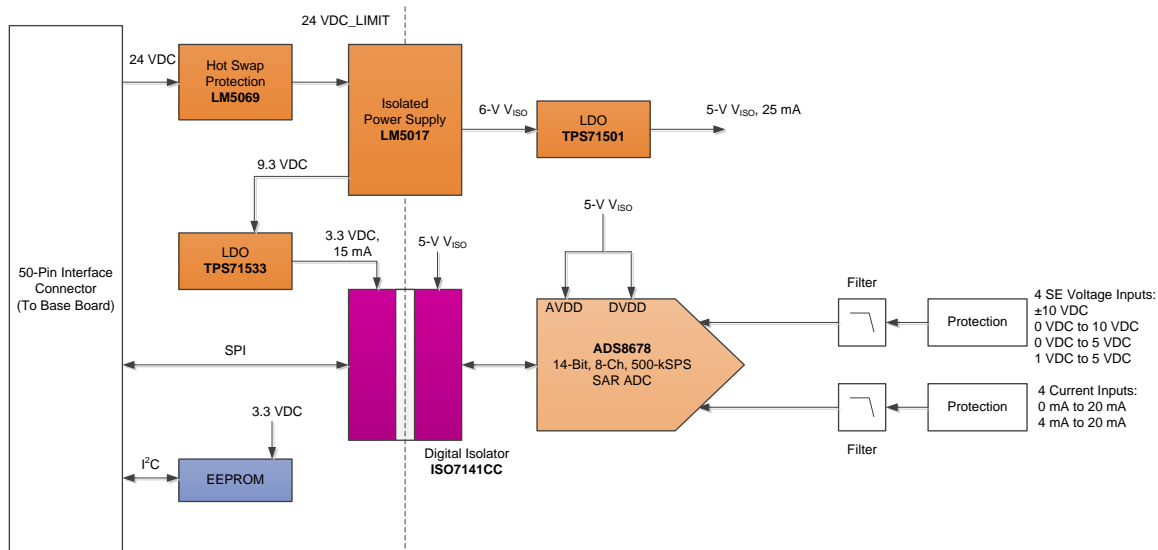 24 VDC_LIMIT
24 VDC
Hot Swap
Protection
LM5069
Isolated
Power Supply
LM5017
6-V VISO
LDO
TPS71501
5-V VISO, 25 mA
9.3 VDC
LDO
TPS71533
3.3 VDC,
15 mA
5-V VISO
5-V VISO
50-Pin Interface
Connector
(To Base Board)
SPI
AVDD
DVDD
ADS8678
14-Bit, 8-Ch, 500-kSPS
SAR ADC
Filter
Protection
4 SE Voltage Inputs:
±10 VDC
0 VDC to 10 VDC
0 VDC to 5 VDC
1 VDC to 5 VDC
Filter
Protection
4 Current Inputs:
0 mA to 20 mA
4 mA to 20 mA
Digital Isolator
ISO7141CC
3.3 VDC
I2C
EEPROM